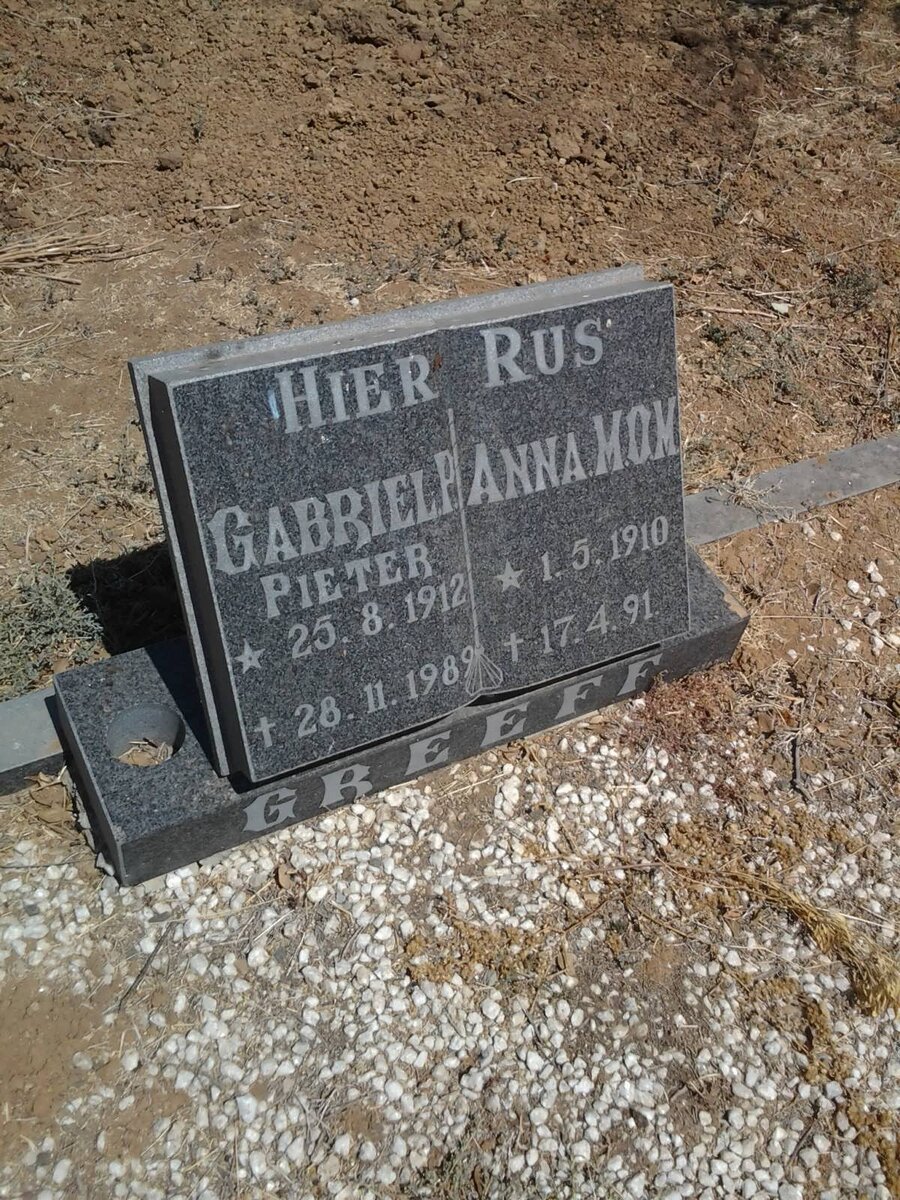 HIER RUS
GABRIEL P.
PIETER
★ 25. 8. 1912
✝ 28. 11. 1989
ANNA M.O.M
★ 1. 5. 1910
✝ 17. 4. 91.
GREEFF